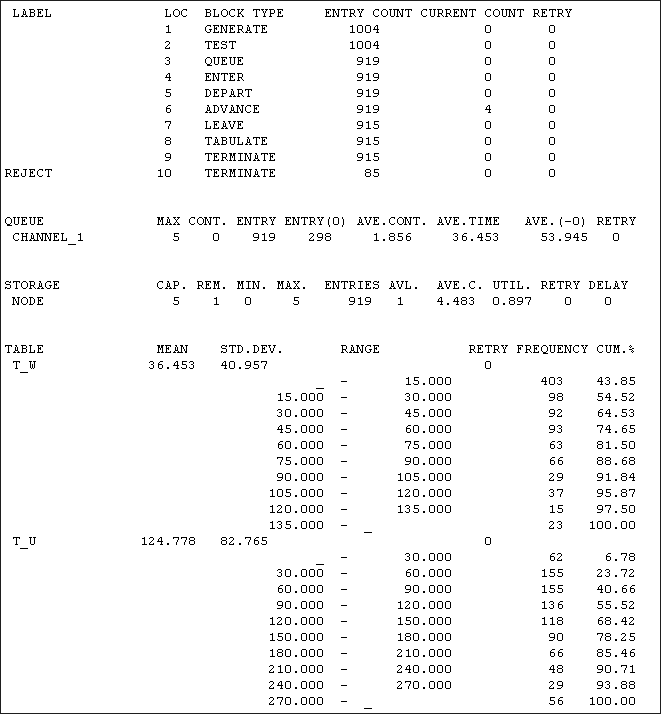 LABEL LOC BLOCK TYPE ENTRY COUNT CURRENT COUNT RETRY
1 GENERATE 1004 0 0
2 TEST 1004 0 0
3 QUEUE 919 0 0
4 ENTER 919 0 0
5 DEPART 919 0 0
6 ADVANCE 919 4 0
7 LEAVE 915 0 0
8 TABULATE 915 0 0
9 TERMINATE 915 0 0
REJECT 10 TERMINATE 85 0 0
QUEUE MAX CONT. ENTRY ENTRY(0) AVE.CONT. AVE.TIME AVE.(-0) RETRY
CHANNEL_1 5 0 919 298 1.856 36.453 53.945 0
STORAGE CAP. REM. MIN. MAX. ENTRIES AVL. AVE.C. UTIL. RETRY DELAY
NODE 5 1 0 5 919 1 4.483 0.897 0 0
TABLE MEAN STD.DEV. RANGE RETRY FREQUENCY CUM.%
T_W 36.453 40.957 0
_ - 15.000 403 43.85
15.000 - 30.000 98 54.52
30.000 - 45.000 92 64.53
45.000 - 60.000 93 74.65
60.000 - 75.000 63 81.50
75.000 - 90.000 66 88.68
90.000 - 105.000 29 91.84
105.000 - 120.000 37 95.87
120.000 - 135.000 15 97.50
135.000 - _ 23 100.00
T_U 124.778 82.765 0
_ - 30.000 62 6.78
30.000 - 60.000 155 23.72
60.000 - 90.000 155 40.66
90.000 - 120.000 136 55.52
120.000 - 150.000 118 68.42
150.000 - 180.000 90 78.25
180.000 - 210.000 66 85.46
210.000 - 240.000 48 90.71
240.000 - 270.000 29 93.88
270.000 - _ 56 100.00